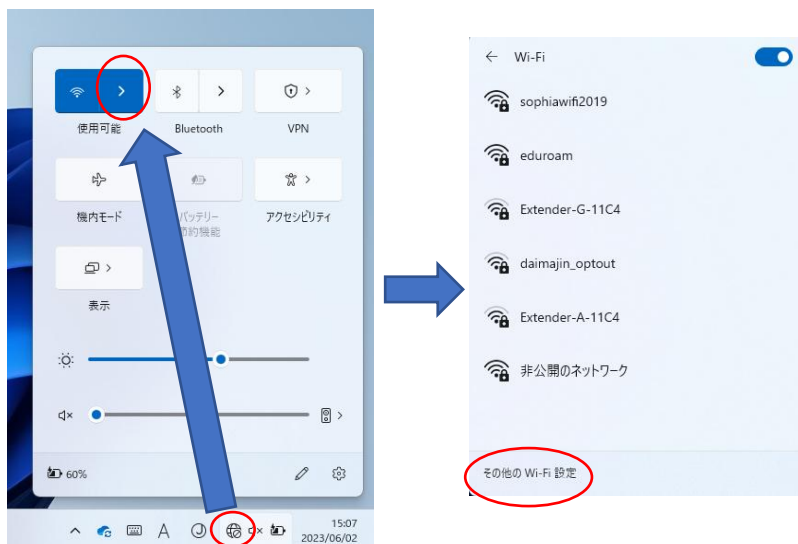 使用可能
Bluetooth
VPN
機内モード
バッテリー
節約機能
アクセシビリティ
表示
60%
A
15:07
2023/06/02
Wi-Fi
sophiawifi2019
eduroam
Extender-G-11C4
daimajin_optout
Extender-A-11C4
非公開のネットワーク
その他の Wi-Fi 設定